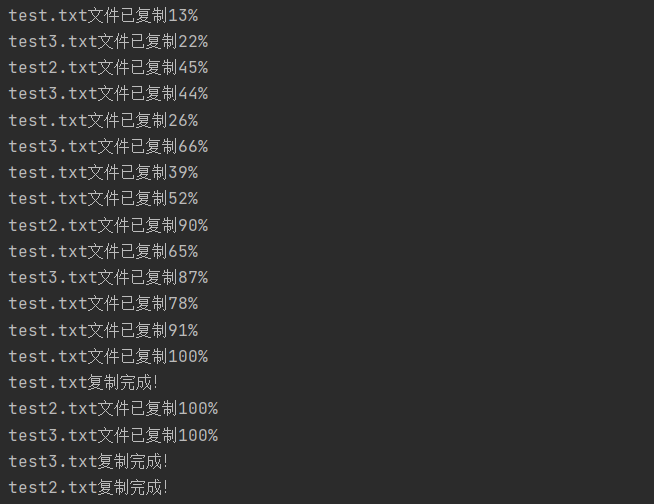 test.txt文件已复制13%
test3.txt文件已复制22%
test2.txt文件已复制45%
test3.txt文件已复制44%
test.txt文件已复制26%
test3.txt文件已复制66%
test.txt文件已复制39%
test.txt文件已复制52%
test2.txt文件已复制90%
test.txt文件已复制65%
test3.txt文件已复制87%
test.txt文件已复制78%
test.txt文件已复制91%
test.txt文件已复制100%
test.txt复制完成!
test2.txt文件已复制100%
test3.txt文件已复制100%
test3.txt复制完成!
test2.txt复制完成!